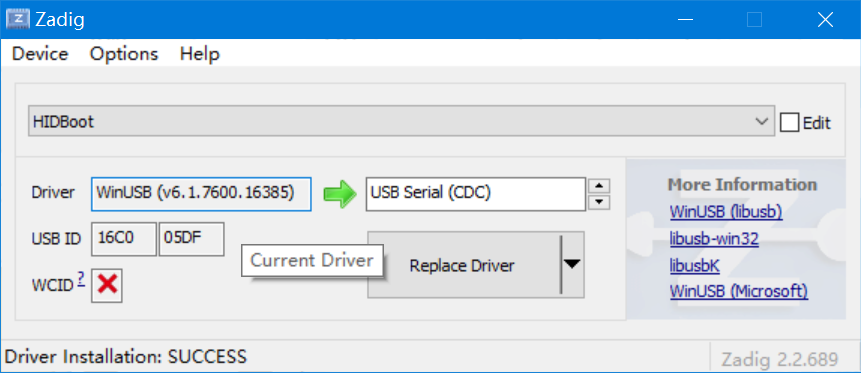 Zadig
Device Options Help
HIDBoot
Edit
Driver WinUSB (v6.1.7600.16385) USB Serial (CDC)
More Information
WinUSB (libusb)
USB ID 16C0 05DF
libusb-win32
Current Driver
Replace Driver
libusbK
WCID ?
WinUSB (Microsoft)
Driver Installation: SUCCESS
Zadig 2.2.689